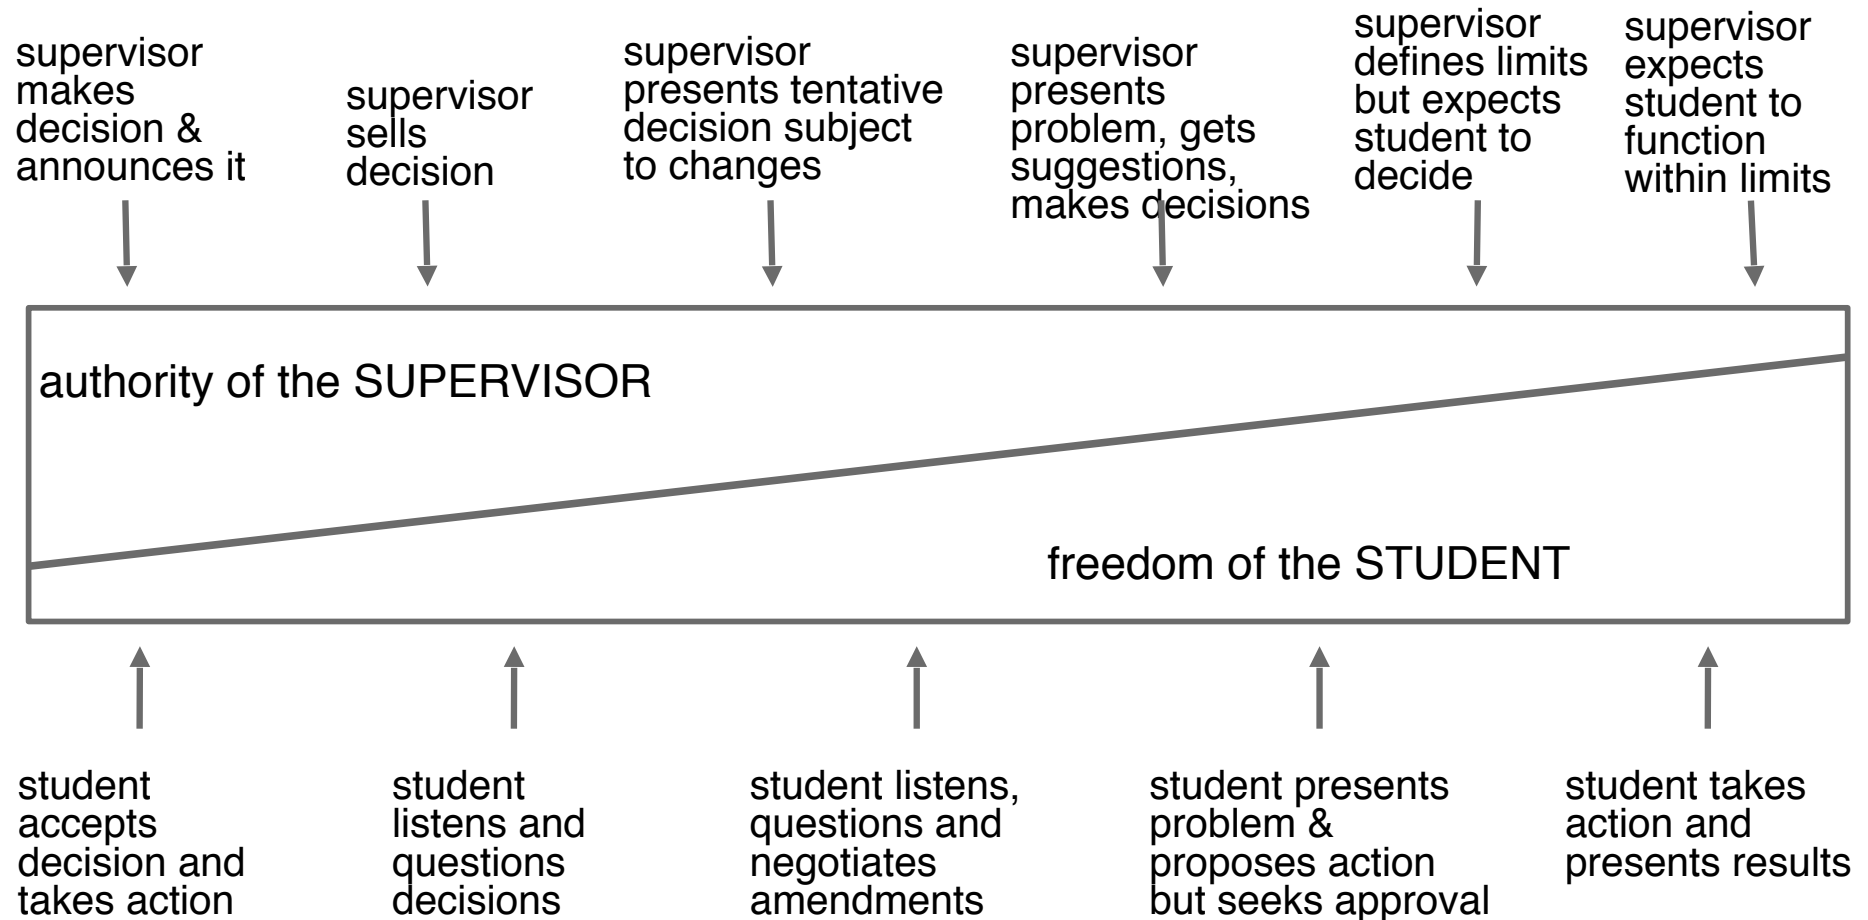 supervisor
makes
decision &
announces it
supervisor
sells
decision
supervisor
presents tentative
decision subject
to changes
supervisor
presents
problem, gets
suggestions,
makes decisions
supervisor
defines limits
but expects
student to
decide
supervisor
expects
student to
function
within limits
authority of the SUPERVISOR
freedom of the STUDENT
student
accepts
decision and
takes action
student
listens and
questions
decisions
student listens,
questions and
negotiates
amendments
student presents
problem &
proposes action
but seeks approval
student takes
action and
presents results